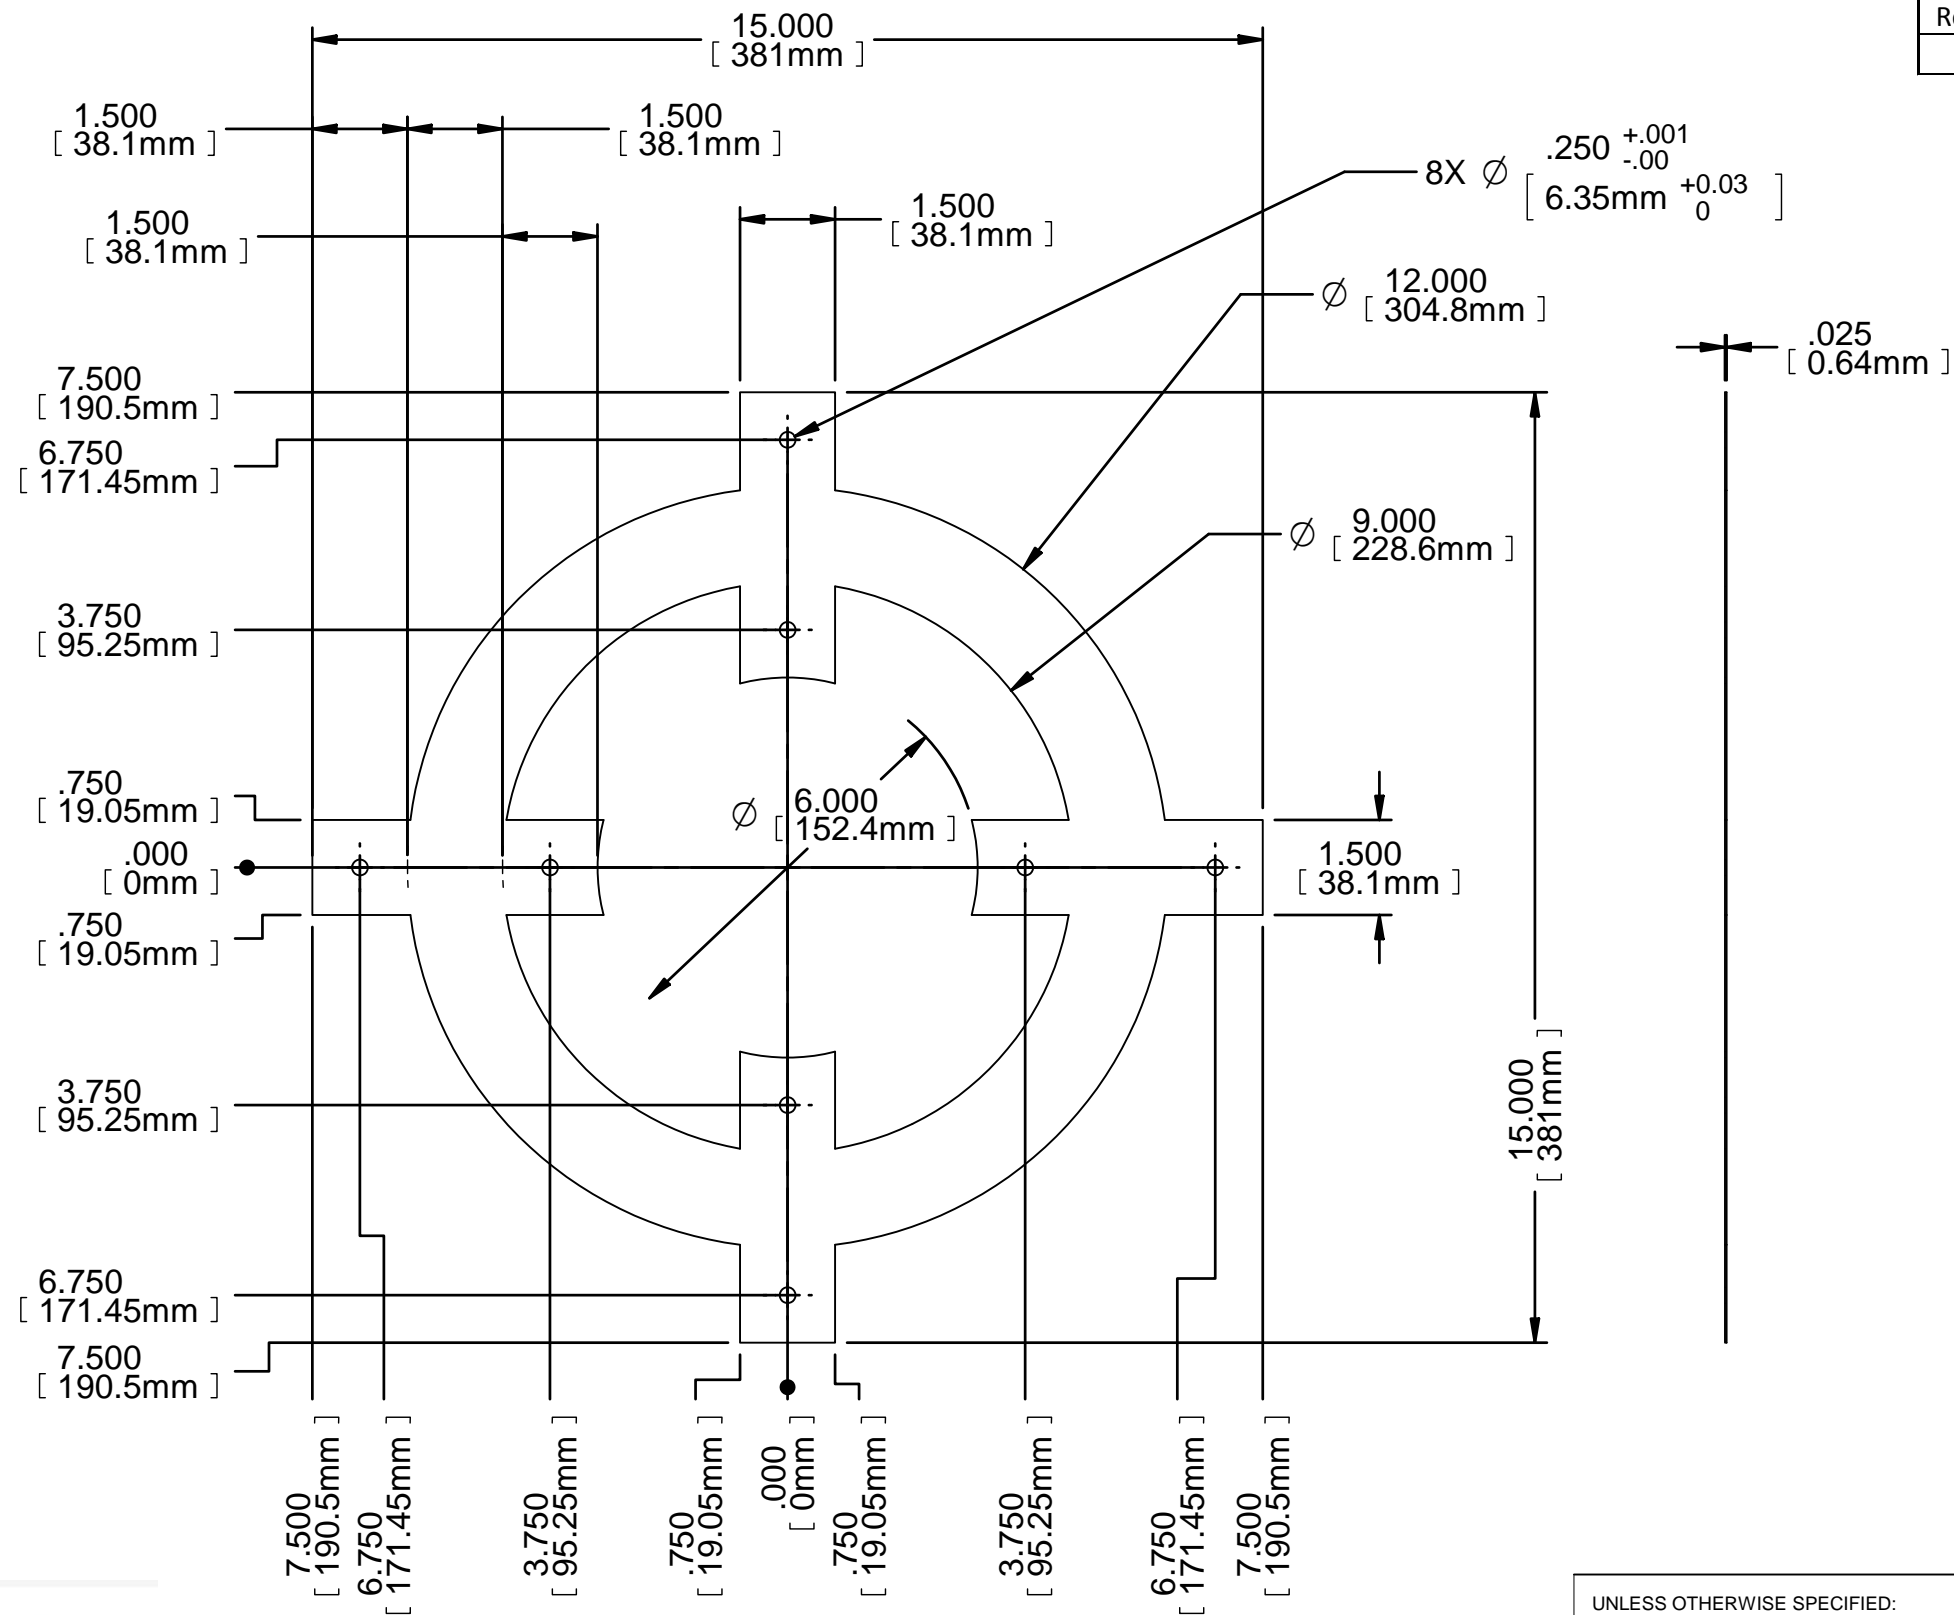 15.000
[ 381mm ]
1.500
[ 38.1mm ]
1.500
[ 38.1mm ]
1.500
[ 38.1mm ]
1.500
[ 38.1mm ]
8X ∅ .250 +.001 -.00
[ 6.35mm +0.03 0 ]
∅ 12.000
[ 304.8mm ]
.025
[ 0.64mm ]
7.500
[ 190.5mm ]
6.750
[ 171.45mm ]
∅ 9.000
[ 228.6mm ]
3.750
[ 95.25mm ]
.750
[ 19.05mm ]
∅ 6.000
[ 152.4mm ]
.000
[ 0mm ]
1.500
[ 38.1mm ]
.750
[ 19.05mm ]
3.750
[ 95.25mm ]
15.000
[ 381mm ]
6.750
[ 171.45mm ]
7.500
[ 190.5mm ]
7.500
[ 190.5mm ]
6.750
[ 171.45mm ]
3.750
[ 95.25mm ]
.750
[ 19.05mm ]
.000
[ 0mm ]
.750
[ 19.05mm ]
3.750
[ 95.25mm ]
6.750
[ 171.45mm ]
7.500
[ 190.5mm ]
UNLESS OTHERWISE SPECIFIED: